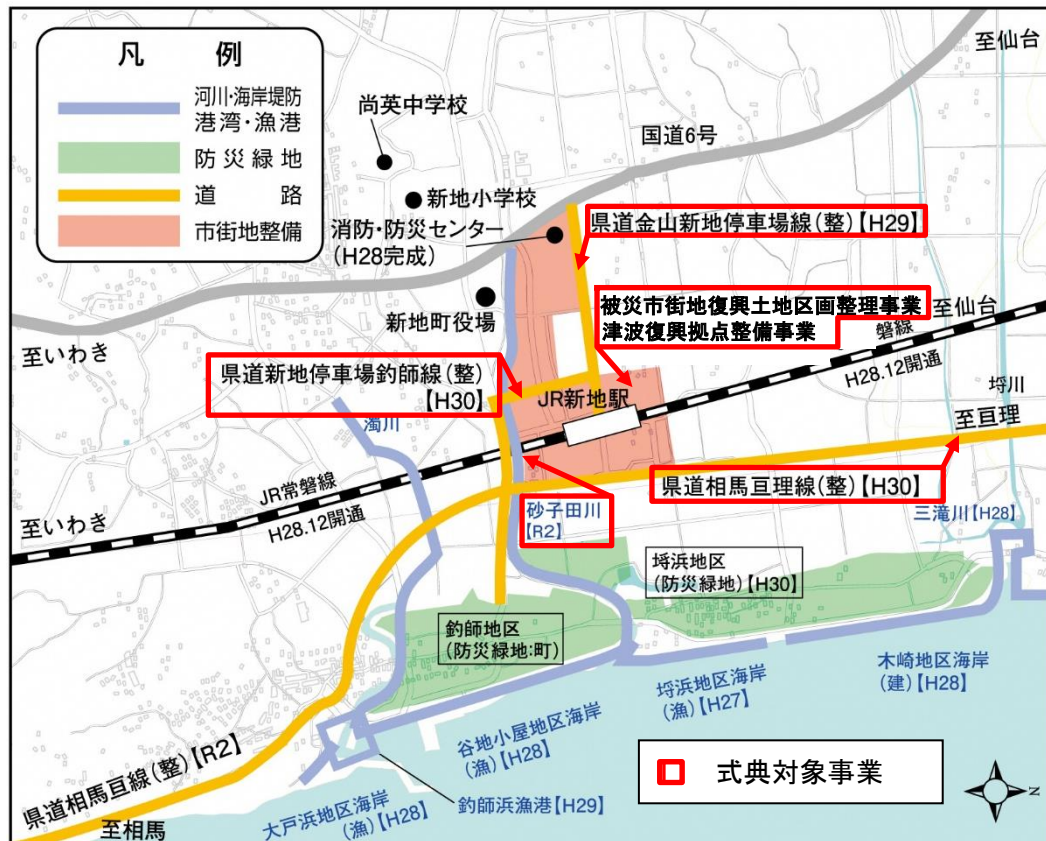 凡 例
河川・海岸堤防
港湾・漁港
防災緑地
道路
市街地整備
至仙台
尚英中学校
国道6号
新地小学校
消防・防災センター
(H28完成)
県道金山新地停車場線(整)【H29】
新地町役場
被災市街地復興土地区画整理事業
津波復興拠点整備事業
至仙台
磐線
H28.12開通
至いわき
県道新地停車場釣師線(整)
【H30】
JR新地駅
埒川
至亘理
濁川
県道相馬亘理線(整)【H30】
JR常磐線
H28.12開通
至いわき
砂子田川
【R2】
三滝川【H28】
埒浜地区
(防災緑地)【H30】
釣師地区
(防災緑地:町)
木崎地区海岸
(建)【H28】
埒浜地区海岸
(漁)【H27】
谷地小屋地区海岸
(漁)【H28】
県道相馬亘線(整)【R2】
釣師浜漁港【H29】
大戸浜地区海岸
(漁)【H28】
至相馬
式典対象事業
N